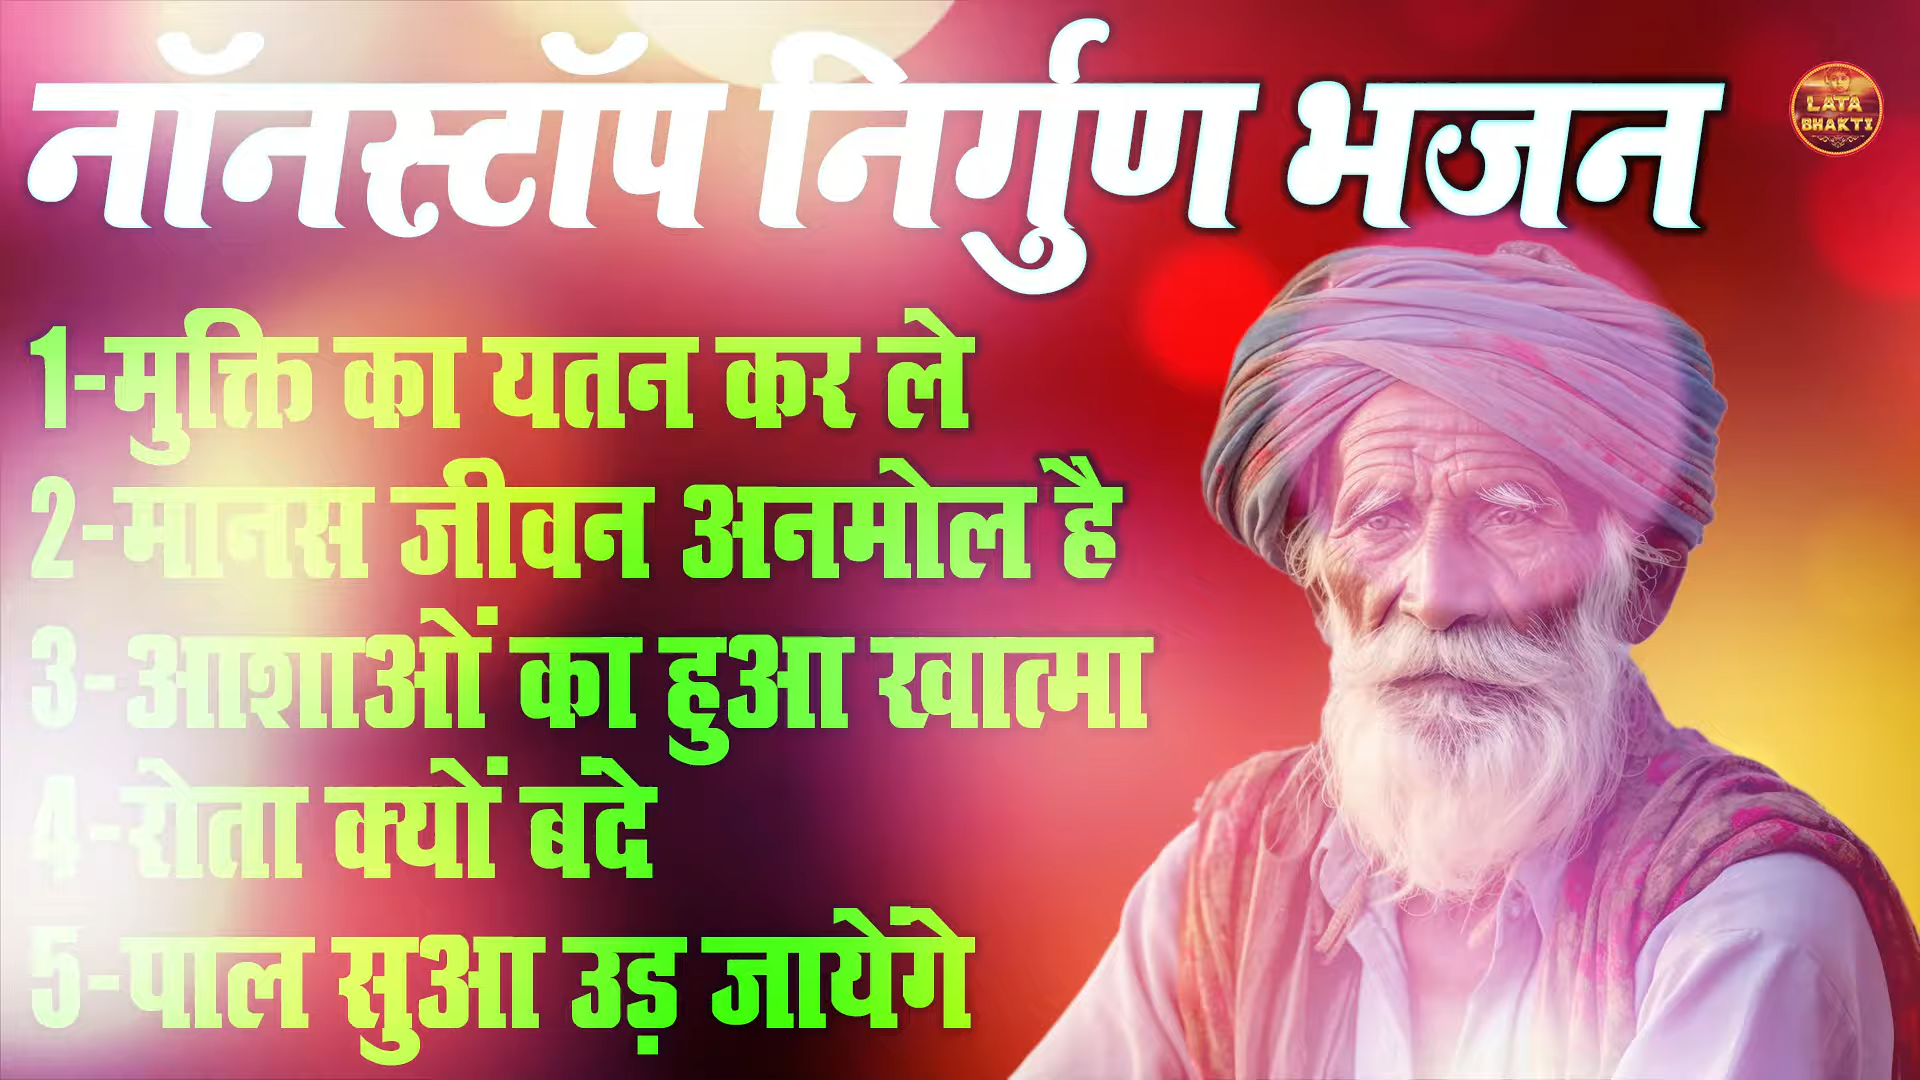 नॉनस्टॉप निर्गुण भजन
LATA
BHAKTI
1-मुक्ति का यतन कर ले
2-मानस जीवन अनमोल है
3-आशाओं का हुआ खात्मा
4-रोता क्यों बंदे
5-पाल सुआ उड़ जायेंगे